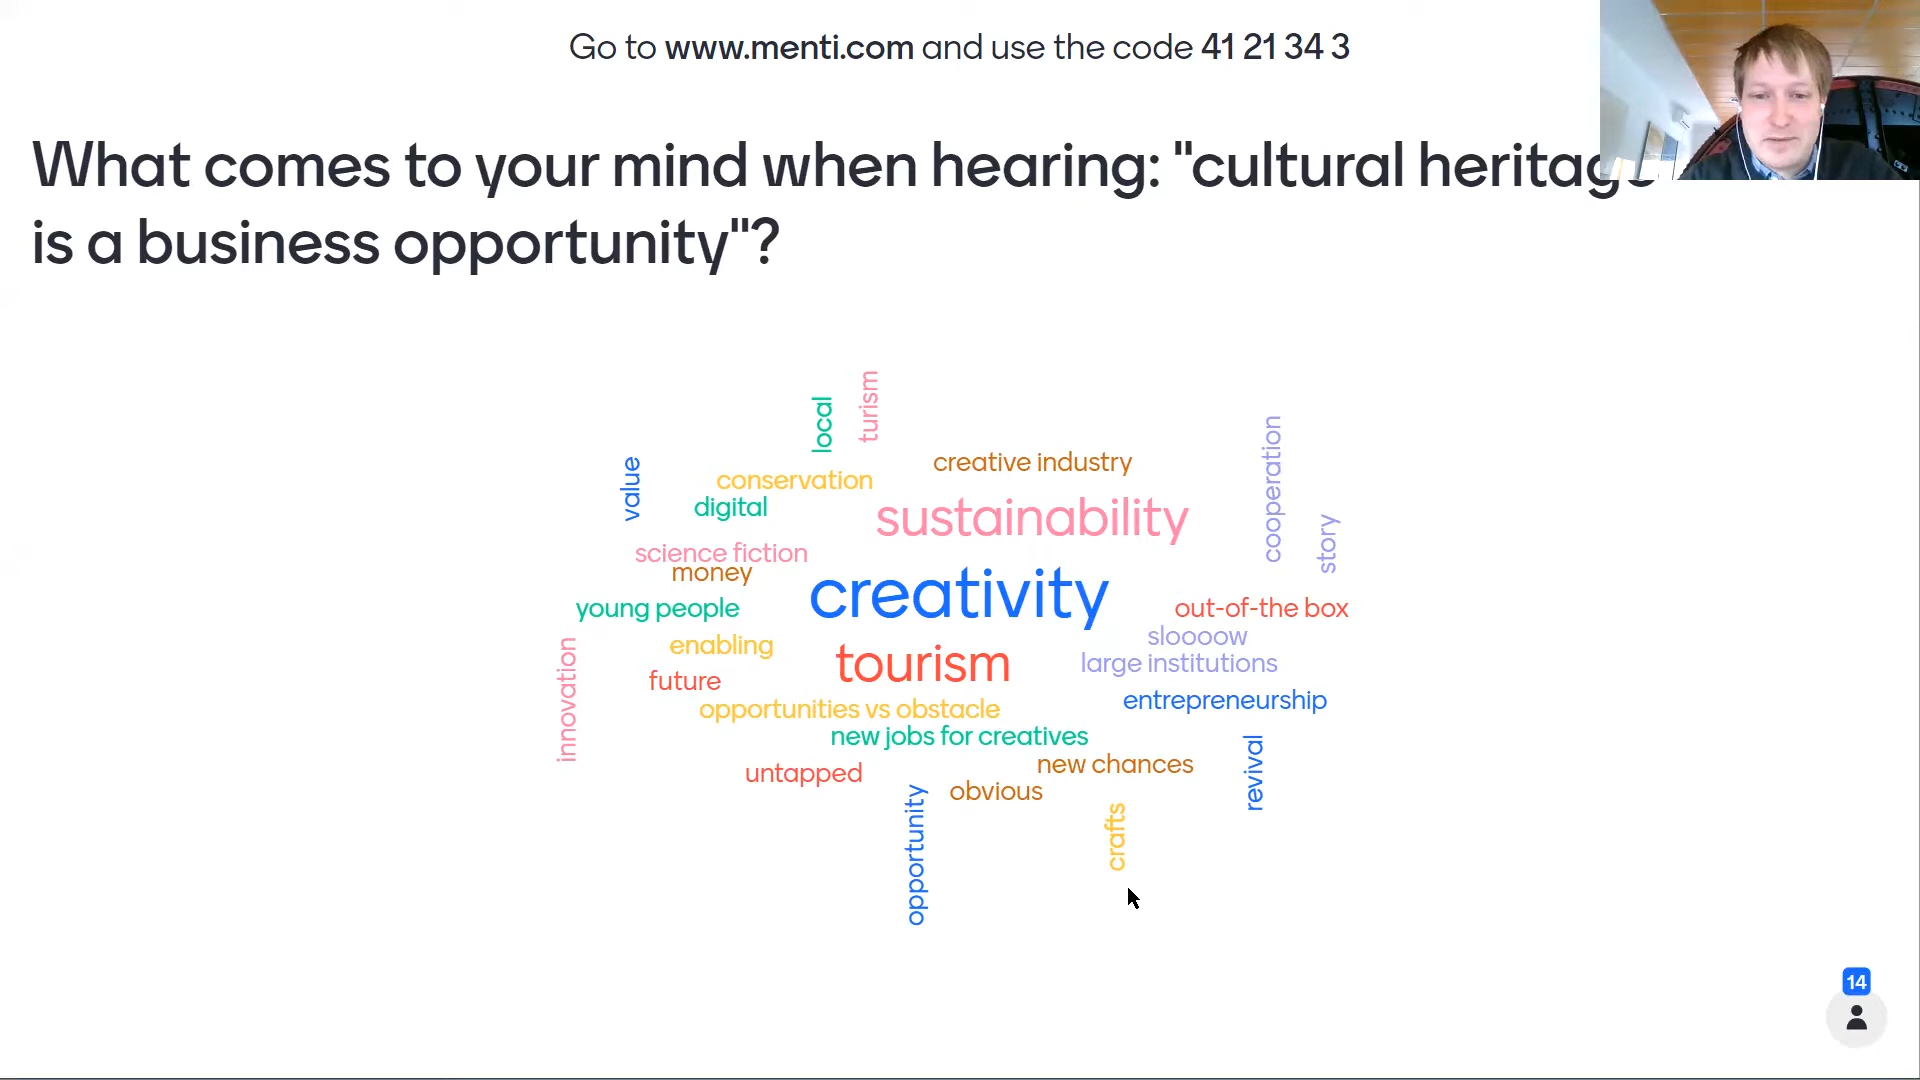 Go to www.menti.com and use the code 41 21 34 3
What comes to your mind when hearing: "cultural heritage
is a business opportunity"?
local
turism
creative industry
cooperation
value
conservation
digital
sustainability
story
science fiction
money
creativity
young people
out-of-the box
sloooow
enabling
tourism
large institutions
innovation
future
entrepreneurship
opportunities vs obstacle
new jobs for creatives
revival
untapped
new chances
obvious
opportunity
crafts
14